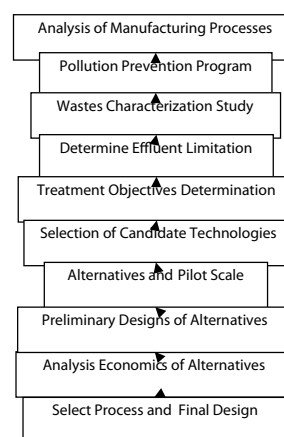 Analysis of Manufacturing Processes
Pollution Prevention Program
Wastes Characterization Study
Determine Effluent Limitation
Treatment Objectives Determination
Selection of Candidate Technologies
Alternatives and Pilot Scale
Preliminary Designs of Alternatives
Analysis Economics of Alternatives
Select Process and Final Design